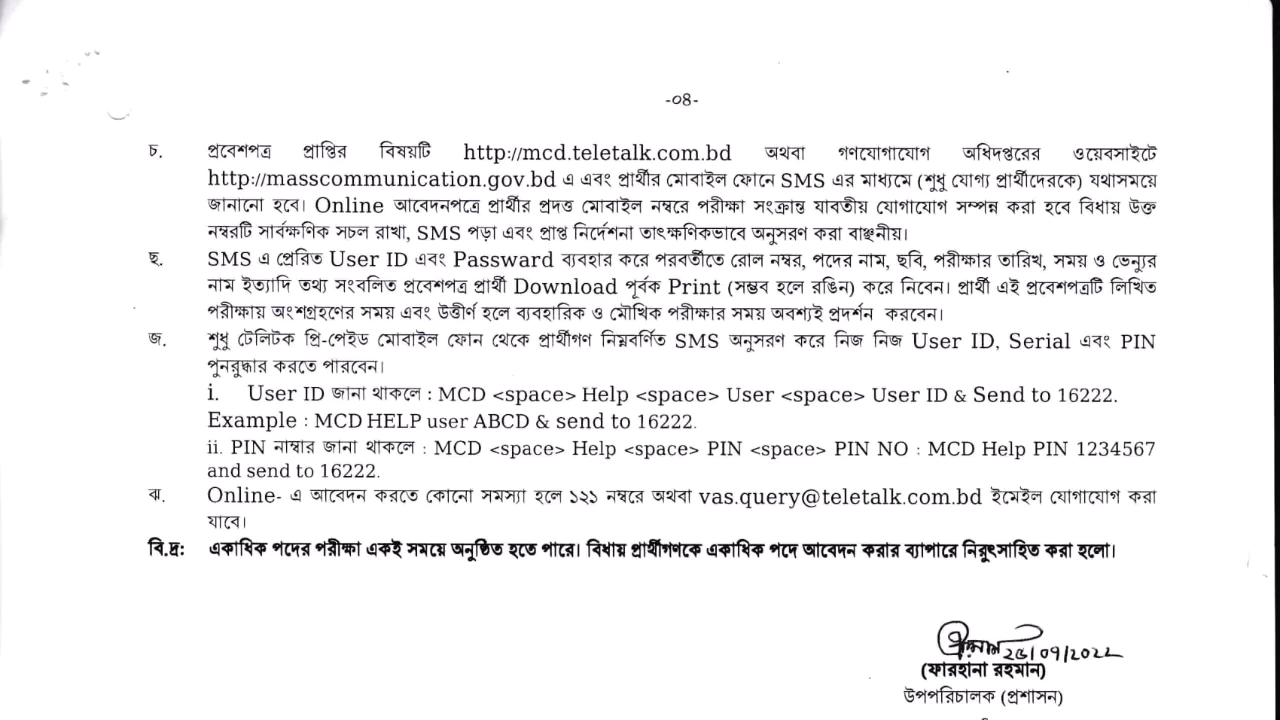 -০৪-
চ. প্রবেশপত্র প্রাপ্তির বিষয়টি http://mcd.teletalk.com.bd অথবা গণযোগাযোগ অধিদপ্তরের ওয়েবসাইটে
http://masscommunication.gov.bd এ এবং প্রার্থীর মোবাইল ফোনে SMS এর মাধ্যমে (শুধু যোগ্য প্রার্থীদেরকে) যথাসময়ে
জানানো হবে। Online আবেদনপত্রে প্রার্থীর প্রদত্ত মোবাইল নম্বরে পরীক্ষা সংক্রান্ত যাবতীয় যোগাযোগ সম্পন্ন করা হবে বিধায় উক্ত
নম্বরটি সার্বক্ষণিক সচল রাখা, SMS পড়া এবং প্রাপ্ত নির্দেশনা তাৎক্ষণিকভাবে অনুসরণ করা বাঞ্ছনীয়।
ছ. SMS এ প্রেরিত User ID এবং Passward ব্যবহার করে পরবর্তীতে রোল নম্বর, পদের নাম, ছবি, পরীক্ষার তারিখ, সময় ও ভেন্যুর
নাম ইত্যাদি তথ্য সংবলিত প্রবেশপত্র প্রার্থী Download পূর্বক Print (সম্ভব হলে রঙিন) করে নিবেন। প্রার্থী এই প্রবেশপত্রটি লিখিত
পরীক্ষায় অংশগ্রহণের সময় এবং উত্তীর্ণ হলে ব্যবহারিক ও মৌখিক পরীক্ষার সময় অবশ্যই প্রদর্শন করবেন।
জ. শুধু টেলিটক প্রি-পেইড মোবাইল ফোন থেকে প্রার্থীগণ নিম্নবর্ণিত SMS অনুসরণ করে নিজ নিজ User ID, Serial এবং PIN
পুনরুদ্ধার করতে পারবেন।
i. User ID জানা থাকলে : MCD <space> Help <space> User <space> User ID & Send to 16222.
Example : MCD HELP user ABCD & send to 16222.
ii. PIN নাম্বার জানা থাকলে : MCD <space> Help <space> PIN <space> PIN NO : MCD Help PIN 1234567
and send to 16222.
ঝ. Online- এ আবেদন করতে কোনো সমস্যা হলে ১২১ নম্বরে অথবা vas.query@teletalk.com.bd ইমেইল যোগাযোগ করা
যাবে।
বি.দ্র: একাধিক পদের পরীক্ষা একই সময়ে অনুষ্ঠিত হতে পারে। বিধায় প্রার্থীগণকে একাধিক পদে আবেদন করার ব্যাপারে নিরুৎসাহিত করা হলো।
(ফারহানা রহমান)
উপপরিচালক (প্রশাসন)